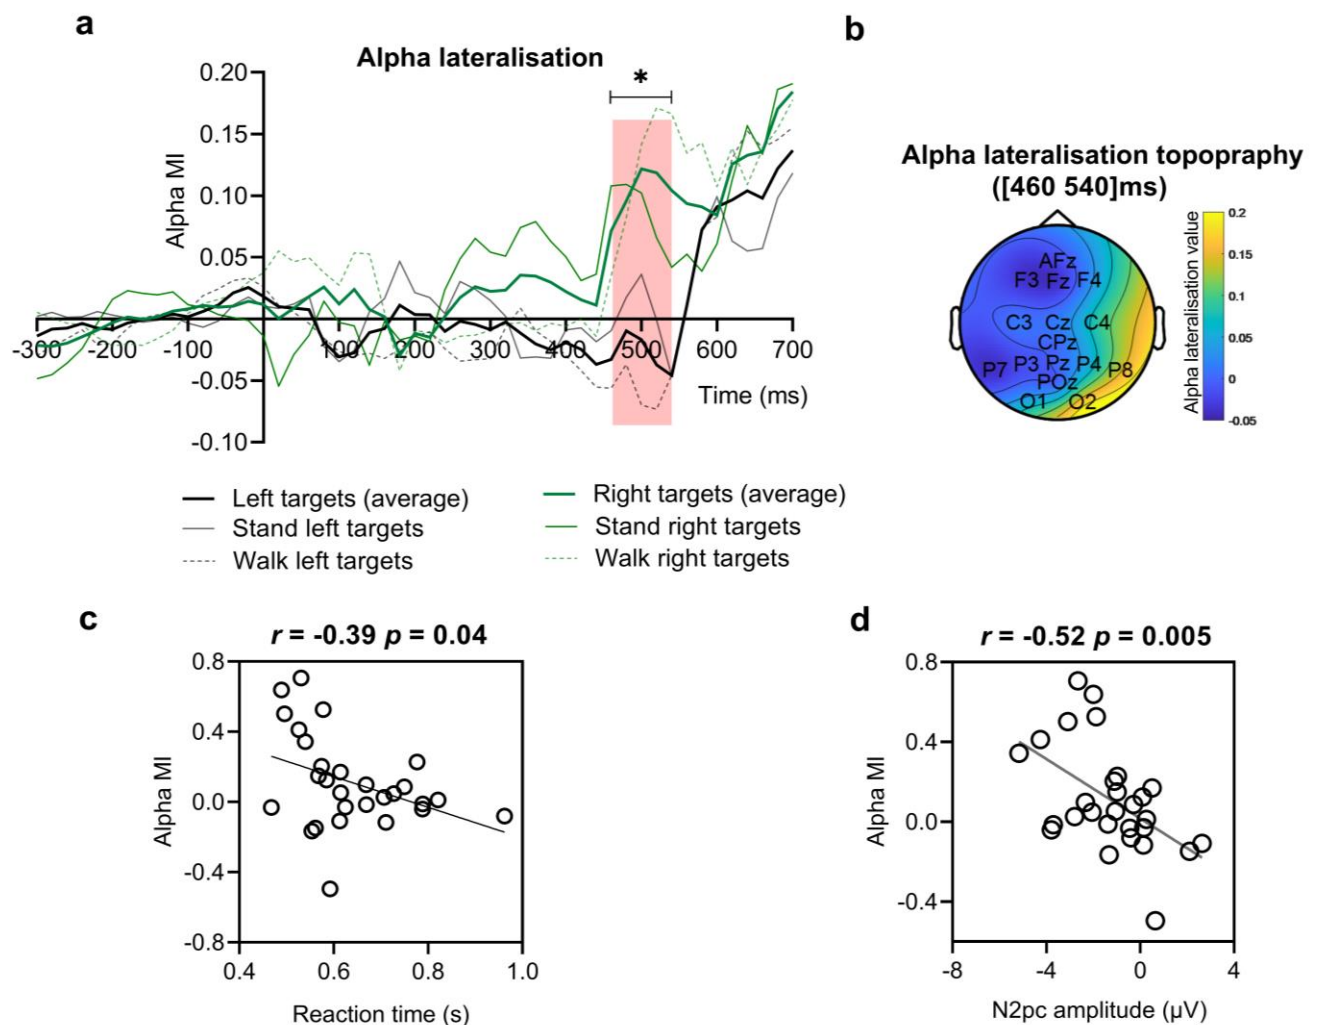 a
Alpha lateralisation
*
0.20
0.15
0.10
0.05
-0.05
-0.10
Alpha MI
-300 -200 -100 100 200 300 400 500 600 700
Time (ms)
Left targets (average)
Stand left targets
Walk left targets
Right targets (average)
Stand right targets
Walk right targets
b
Alpha lateralisation topopraphy
([460 540]ms)
AFz
F3 Fz F4
C3 Cz C4
CPz
P7 P3 Pz P4 P8
POz
O1 O2
Alpha lateralisation value
0.2
0.15
0.1
0.05
0
-0.05
c
r = -0.39 p = 0.04
Alpha MI
0.8
0.4
0.0
-0.4
-0.8
0.4 0.6 0.8 1.0
Reaction time (s)
d
r = -0.52 p = 0.005
Alpha MI
0.8
0.4
0.0
-0.4
-8 -4 0 4
N2pc amplitude (µV)